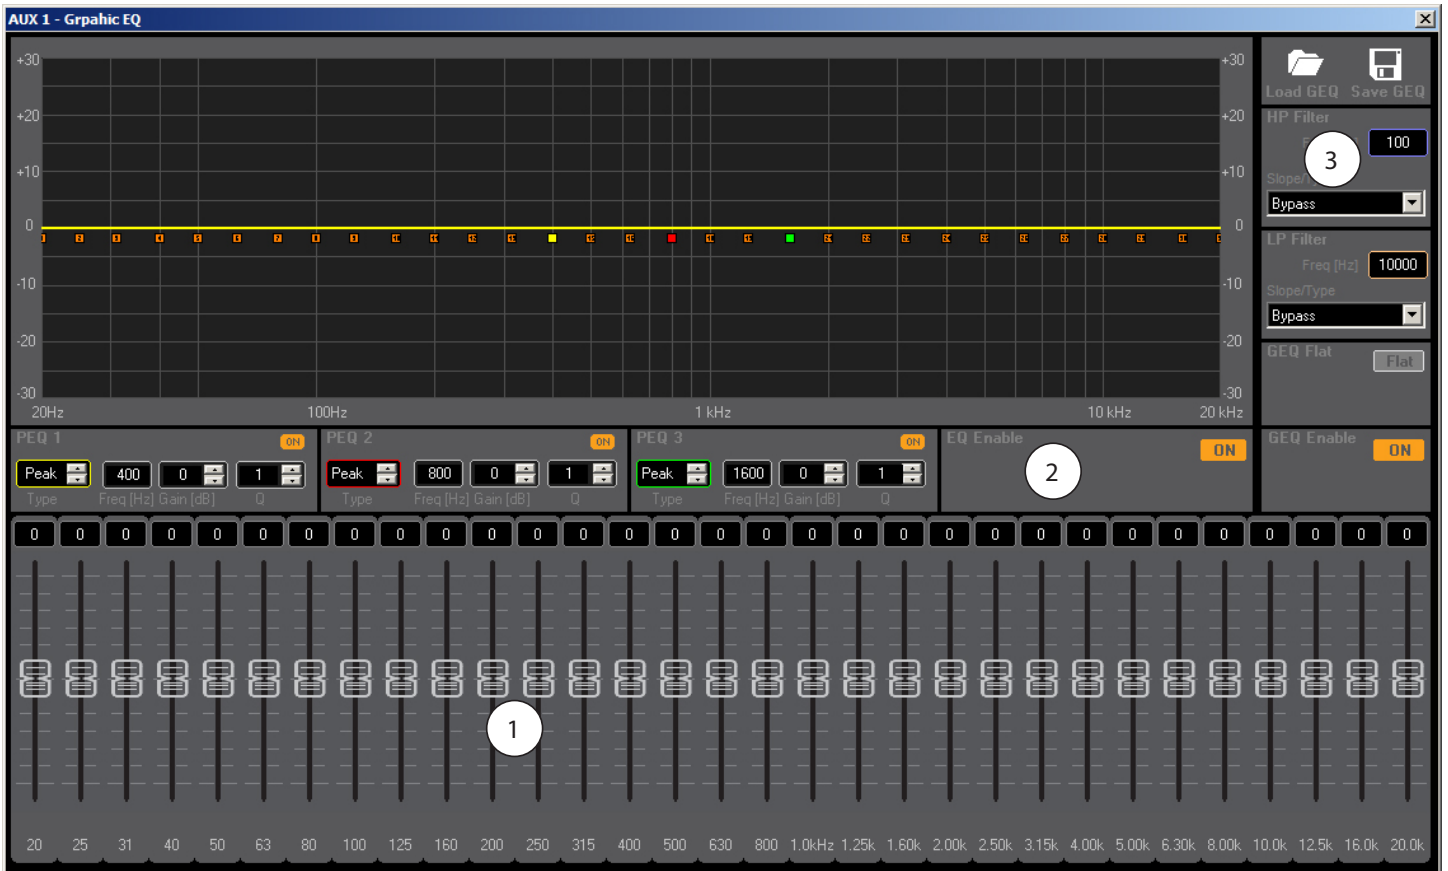 AUX 1 - Grpahic EQ
+30 +30
+20 +20
+10 +10
0 0
-10 -10
-20 -20
-30 -30
20Hz 100Hz 1 kHz 10 kHz 20 kHz
Load GEQ Save GEQ
HP Filter
100
3
Bypass
LP Filter
Freq [Hz] 10000
Slope/Type
Bypass
GEQ Flat Flat
PEQ 1 ON
Peak 400 0 1
Type Freq [Hz] Gain [dB] Q
PEQ 2 ON
Peak 800 0 1
Type Freq [Hz] Gain [dB] Q
PEQ 3 ON
Peak 1600 0 1
Type Freq [Hz] Gain [dB] Q
EQ Enable ON
2
GEQ Enable ON
0 0 0 0 0 0 0 0 0 0 0 0 0 0 0 0 0 0 0 0 0 0 0 0 0 0 0 0 0 0 0
1
20 25 31 40 50 63 80 100 125 160 200 250 315 400 500 630 800 1.0kHz 1.25k 1.60k 2.00k 2.50k 3.15k 4.00k 5.00k 6.30k 8.00k 10.0k 12.5k 16.0k 20.0k